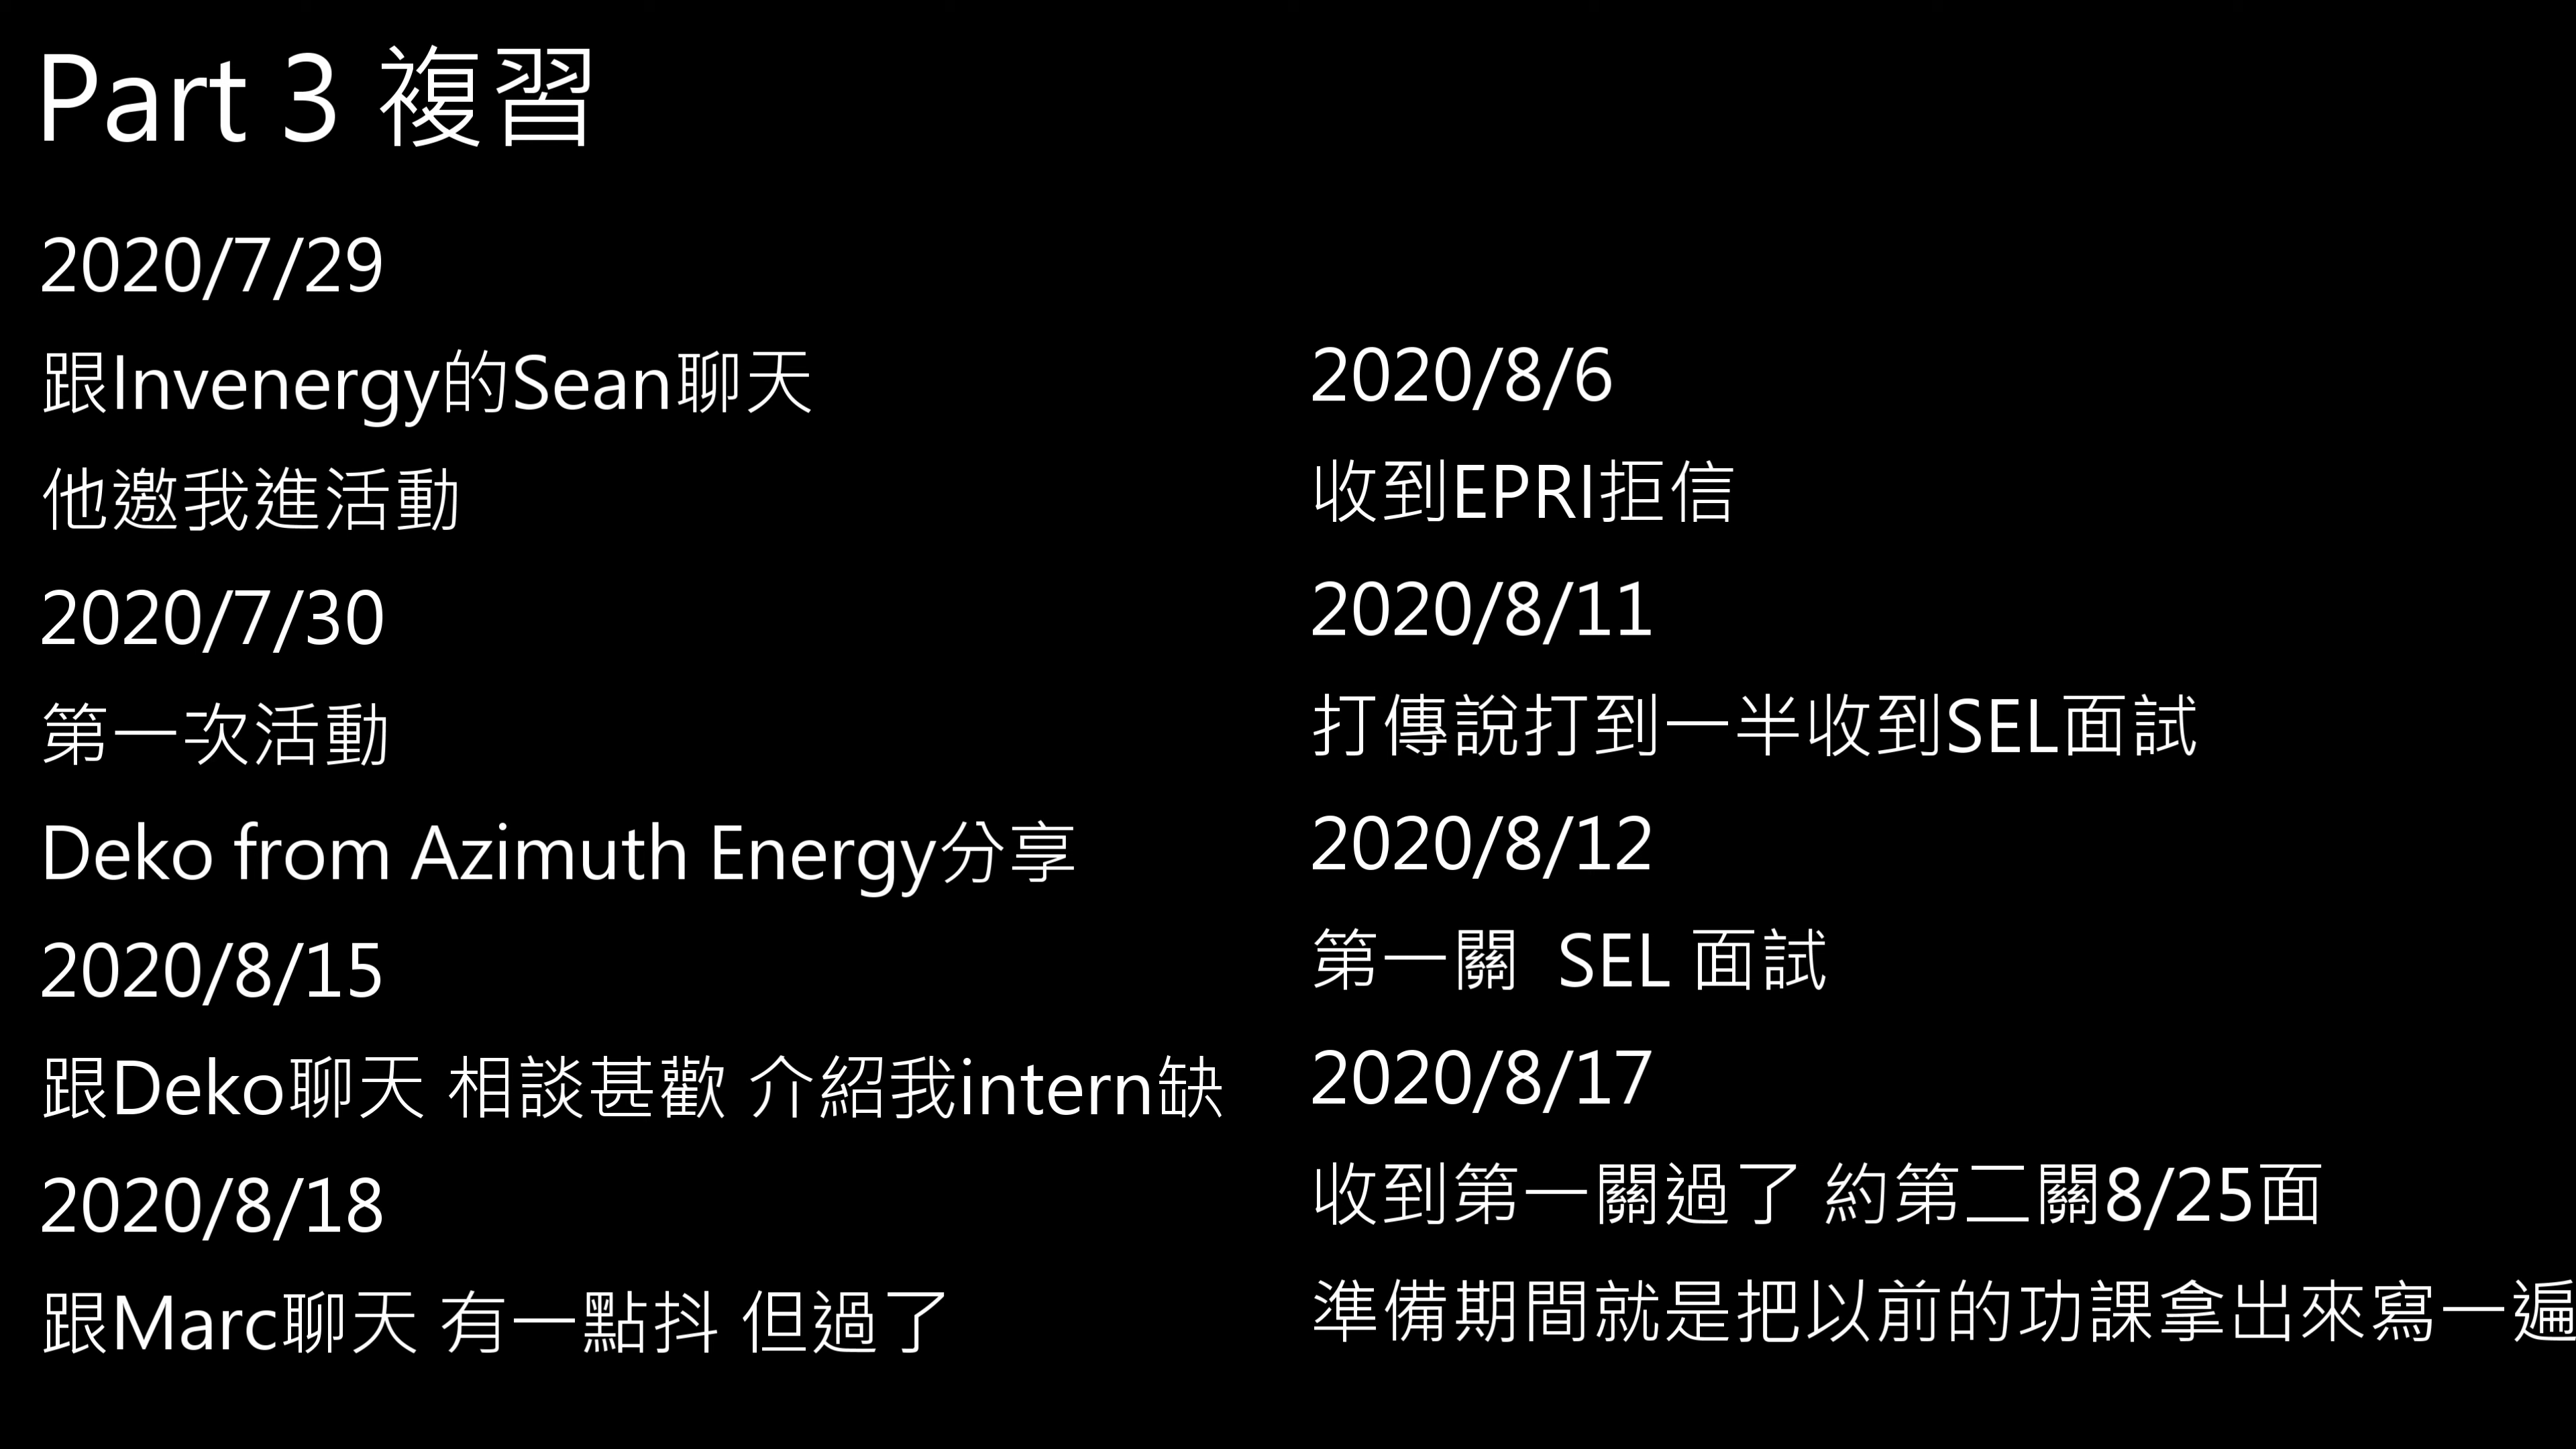 Part 3 複習
2020/7/29
跟Invenergy的Sean聊天
他邀我進活動
2020/7/30
第一次活動
Deko from Azimuth Energy分享
2020/8/15
跟Deko聊天 相談甚歡 介紹我intern缺
2020/8/18
跟Marc聊天 有一點抖 但過了
2020/8/6
收到EPRI拒信
2020/8/11
打傳說打到一半收到SEL面試
2020/8/12
第一關 SEL 面試
2020/8/17
收到第一關過了 約第二關8/25面
準備期間就是把以前的功課拿出來寫一遍